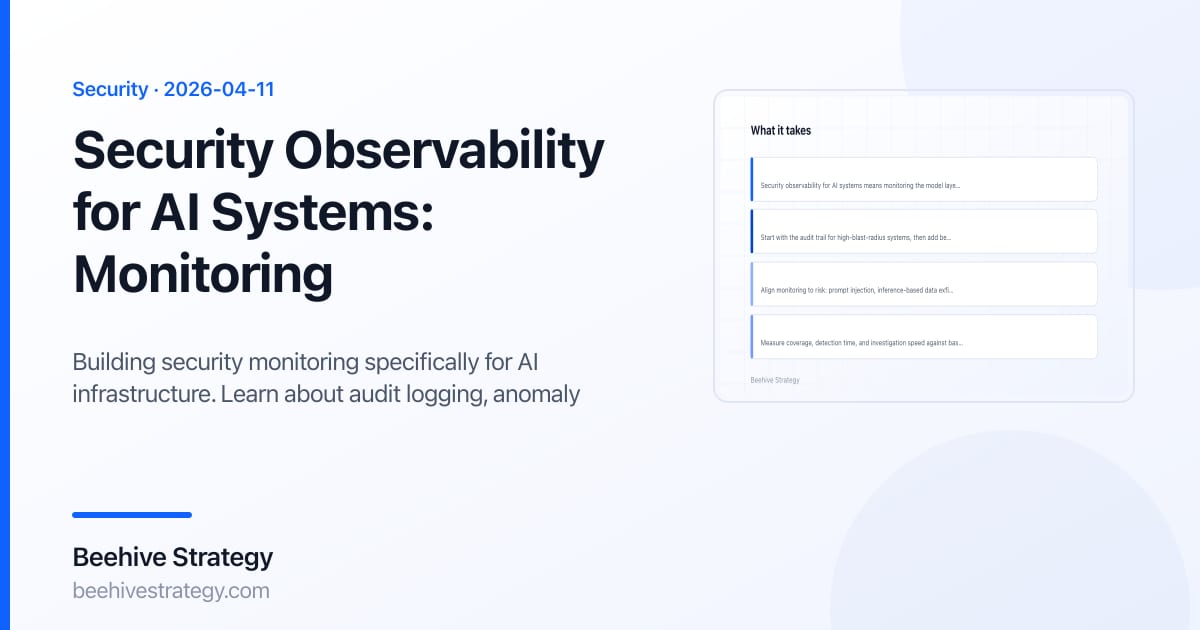 Security · 2026-04-11
Security Observability
for AI Systems:
Monitoring
Building security monitoring specifically for AI
infrastructure. Learn about audit logging, anomaly
Beehive Strategy
beehivestrategy.com
What it takes
Security observability for AI systems means monitoring the model laye...
Start with the audit trail for high-blast-radius systems, then add be...
Align monitoring to risk: prompt injection, inference-based data exfi...
Measure coverage, detection time, and investigation speed against bas...
Beehive Strategy